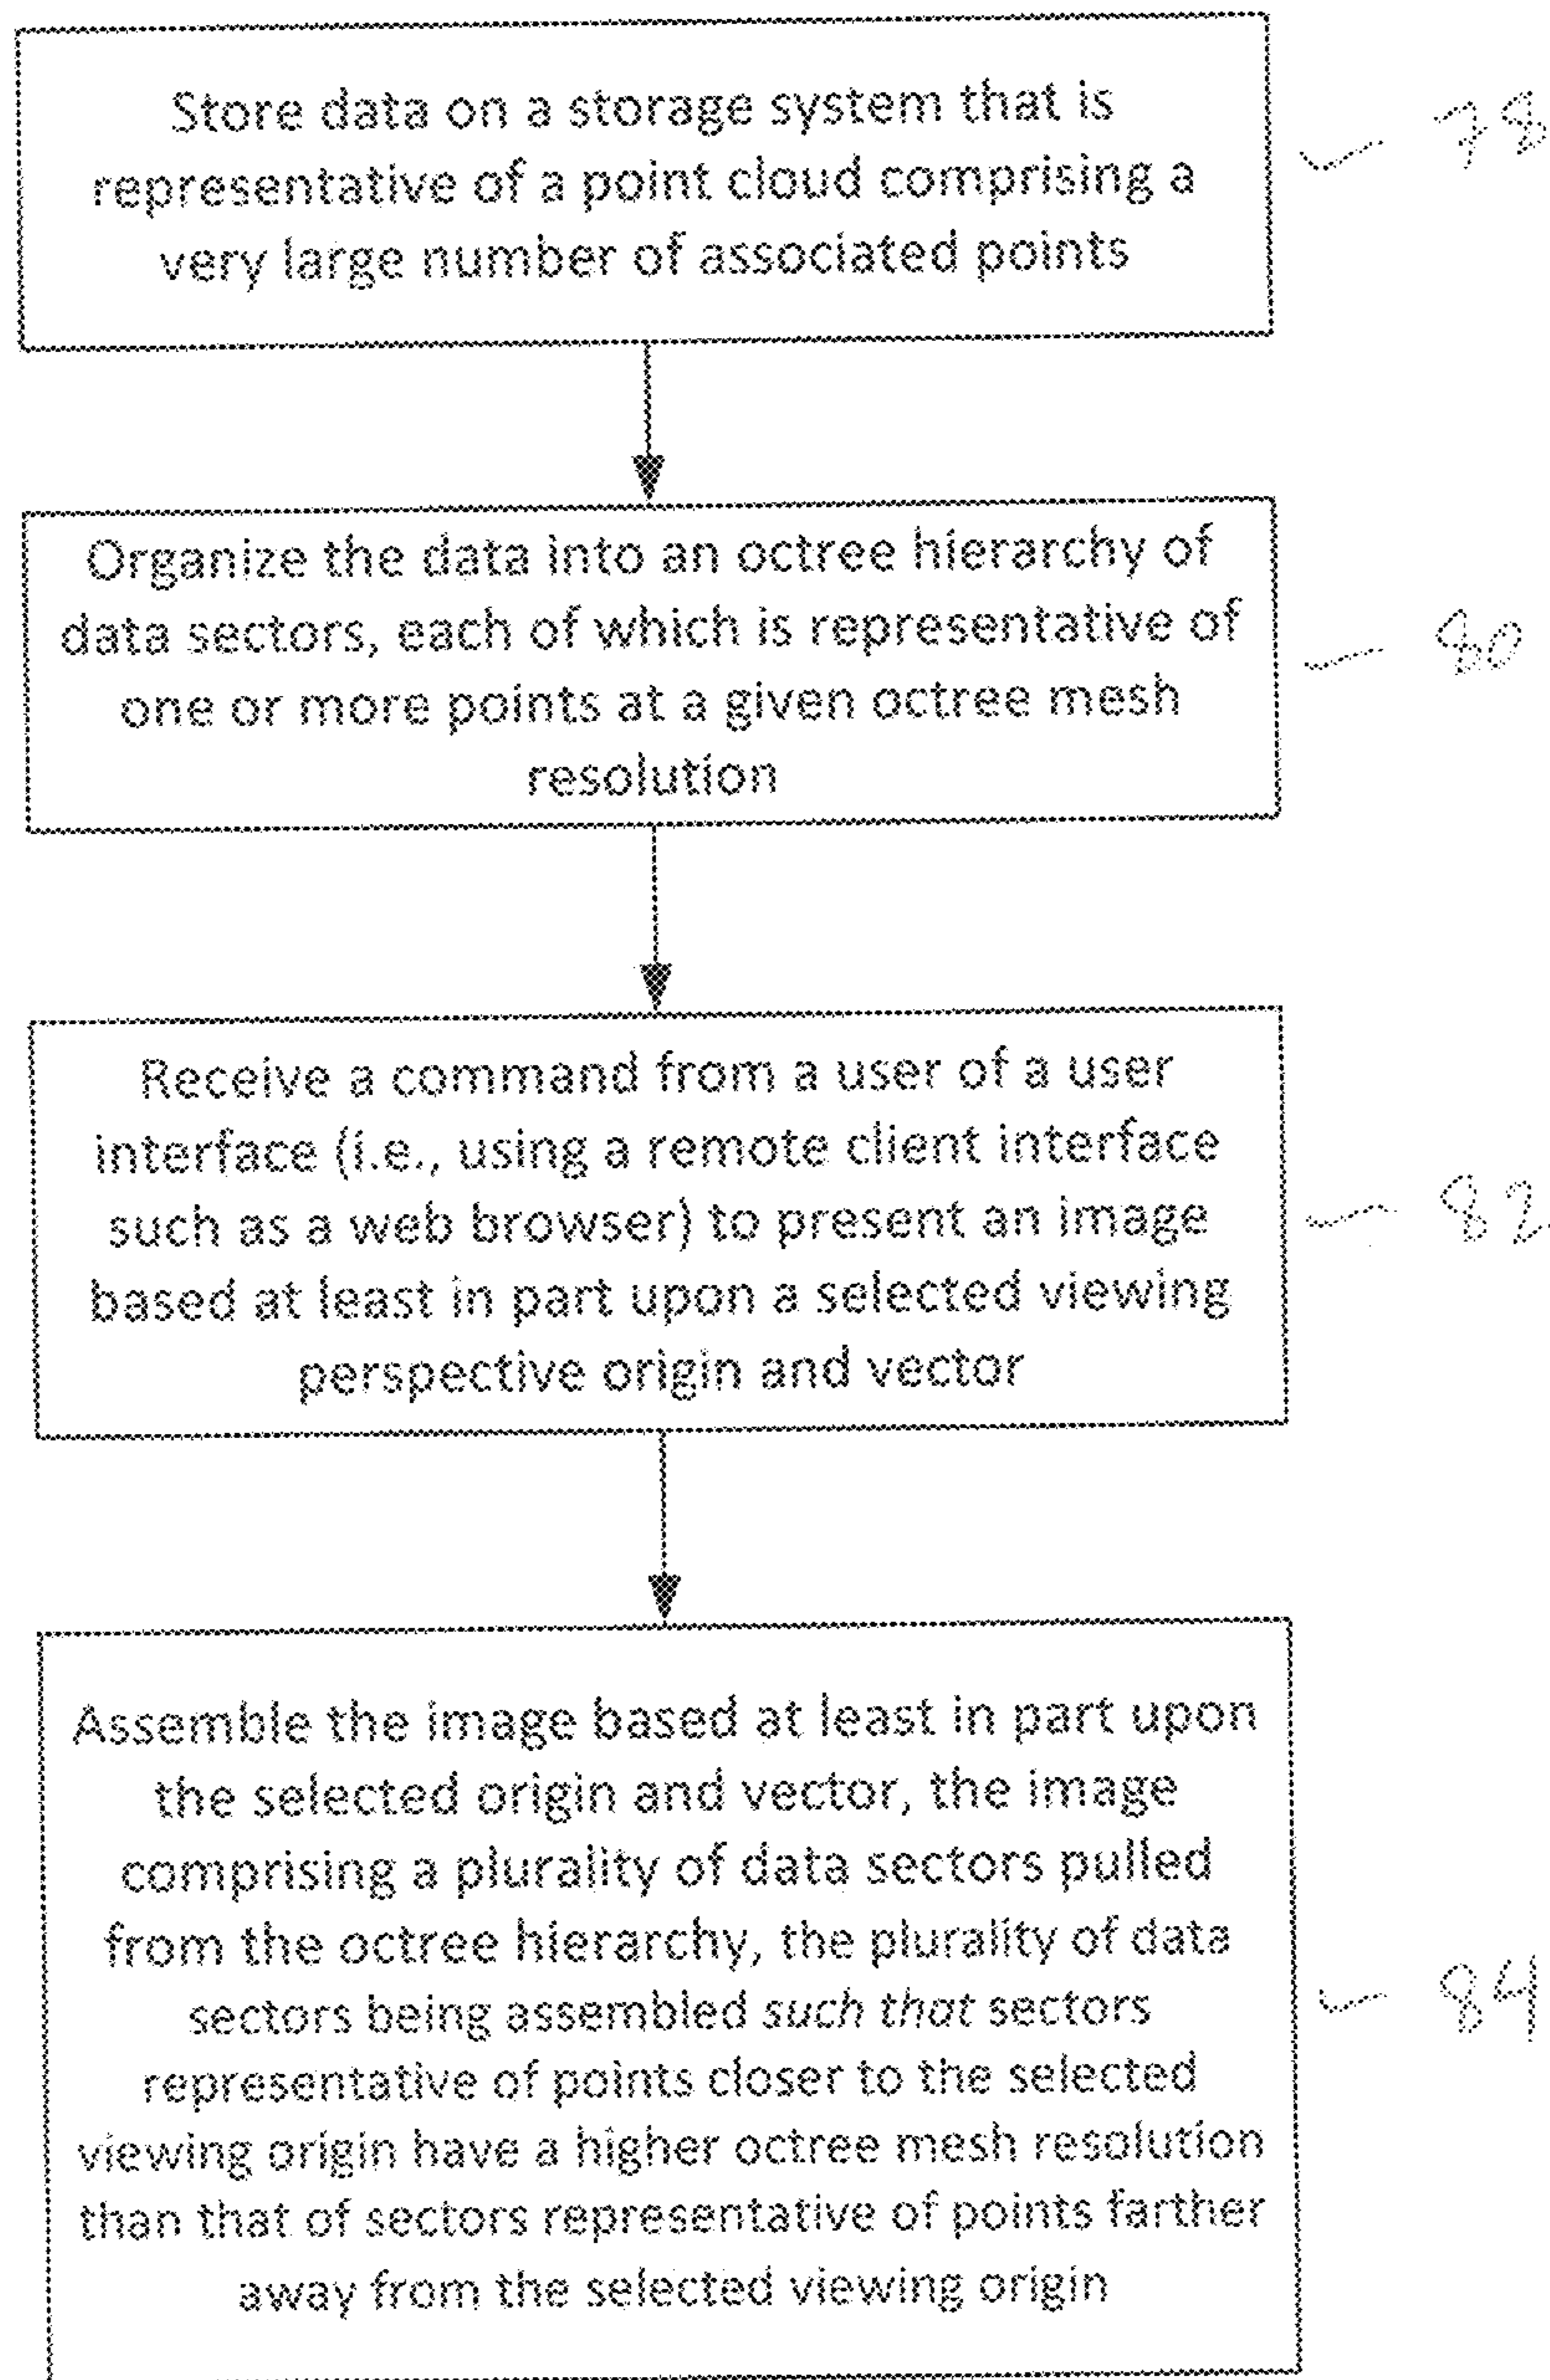 Store data on a storage system that is
representative of a point cloud comprising a
very large number of associated points
78
Organize the data into an octree hierarchy of
data sectors, each of which is representative of
one or more points at a given octree mesh
resolution
80
Receive a command from a user of a user
interface (i.e., using a remote client interface
such as a web browser) to present an image
based at least in part upon a selected viewing
perspective origin and vector
82
Assemble the image based at least in part upon
the selected origin and vector, the image
comprising a plurality of data sectors pulled
from the octree hierarchy, the plurality of data
sectors being assembled such that sectors
representative of points closer to the selected
viewing origin have a higher octree mesh resolution
than that of sectors representative of points farther
away from the selected viewing origin
84